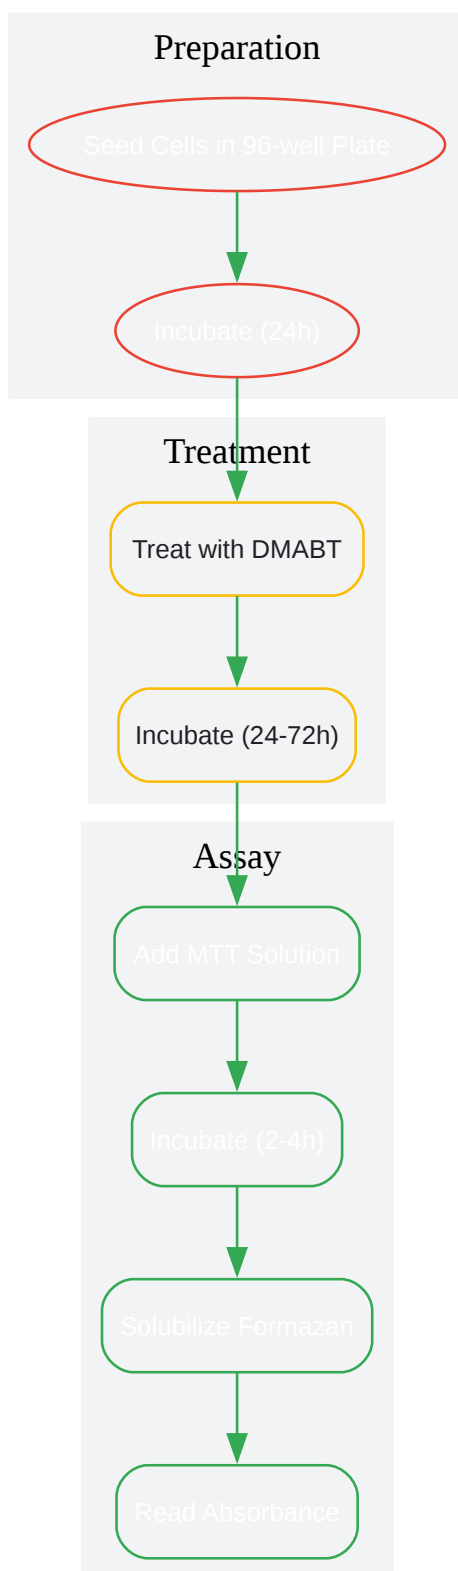 Preparation
Seed Cells in 96-well Plate
Incubate (24h)
Treatment
Treat with DMABT
Incubate (24-72h)
Assay
Add MTT Solution
Incubate (2-4h)
Solubilize Formazan
Read Absorbance